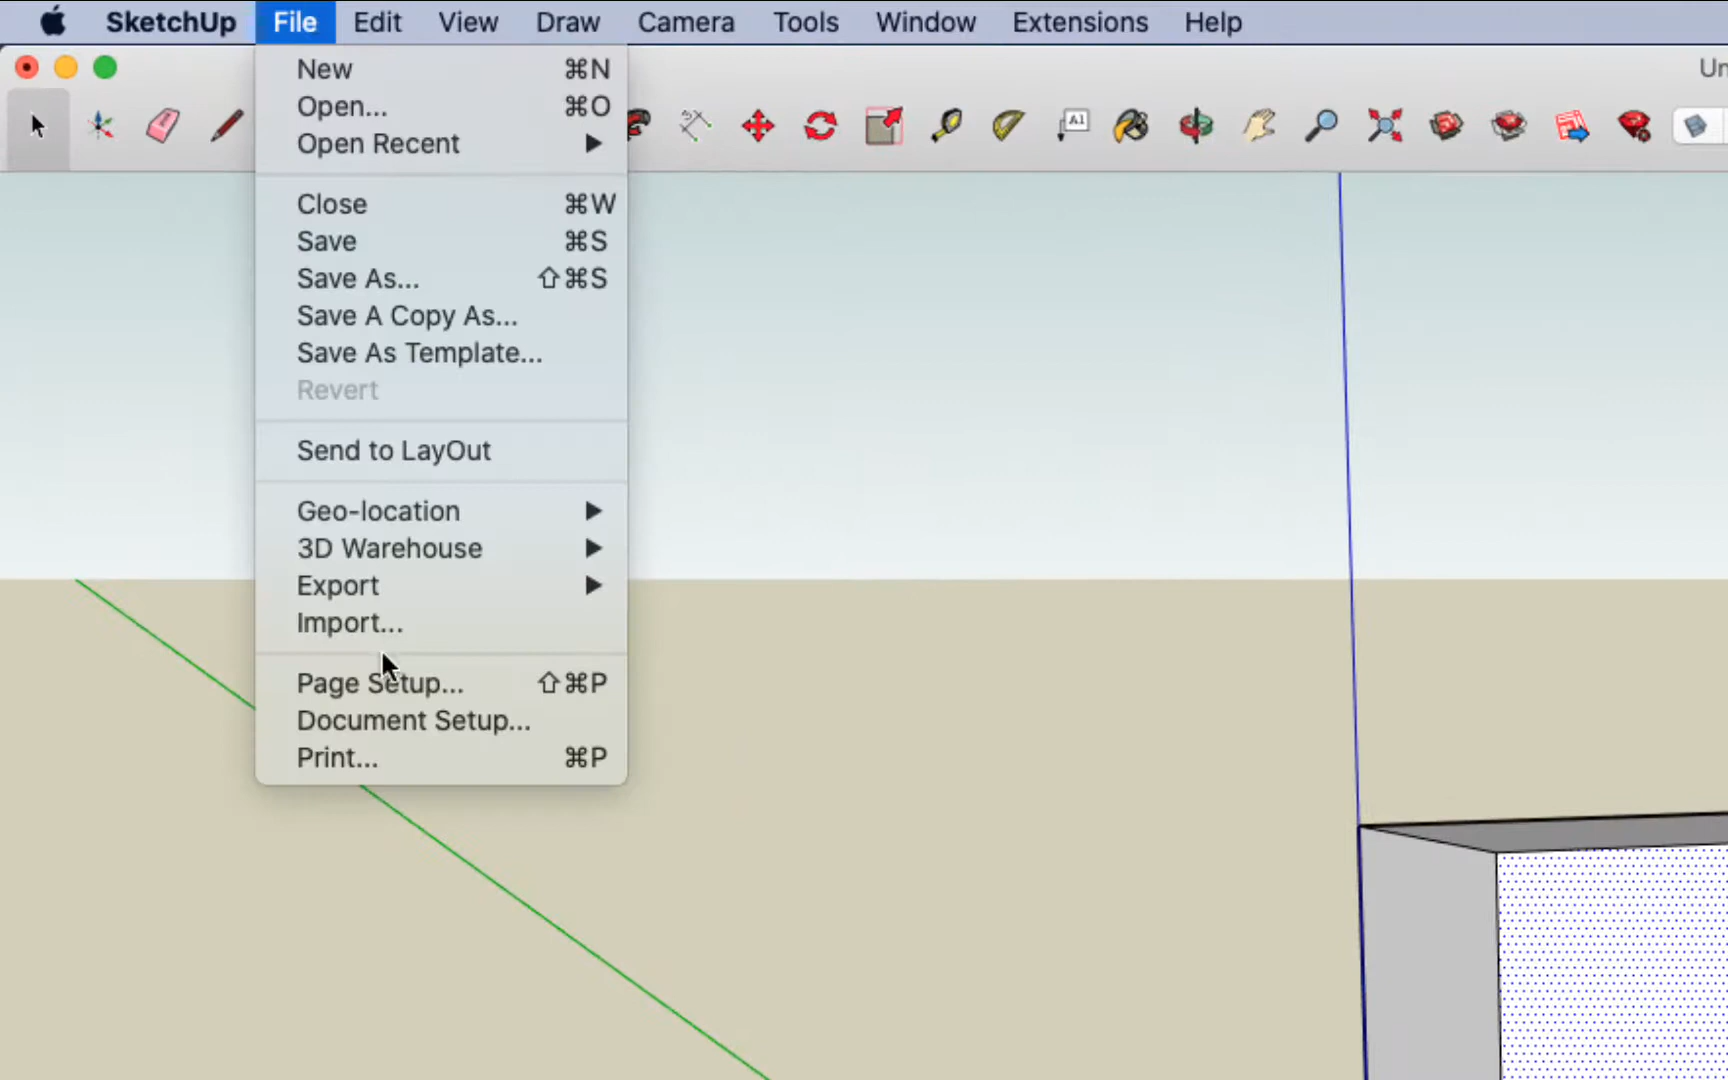 SketchUp File Edit View Draw Camera Tools Window Extensions Help
Un
New ⌘N
Open... ⌘O
Open Recent
Close ⌘W
Save ⌘S
Save As... ⇧⌘S
Save A Copy As...
Save As Template...
Revert
Send to LayOut
Geo-location
3D Warehouse
Export
Import...
Page Setup... ⇧⌘P
Document Setup...
Print... ⌘P
A1